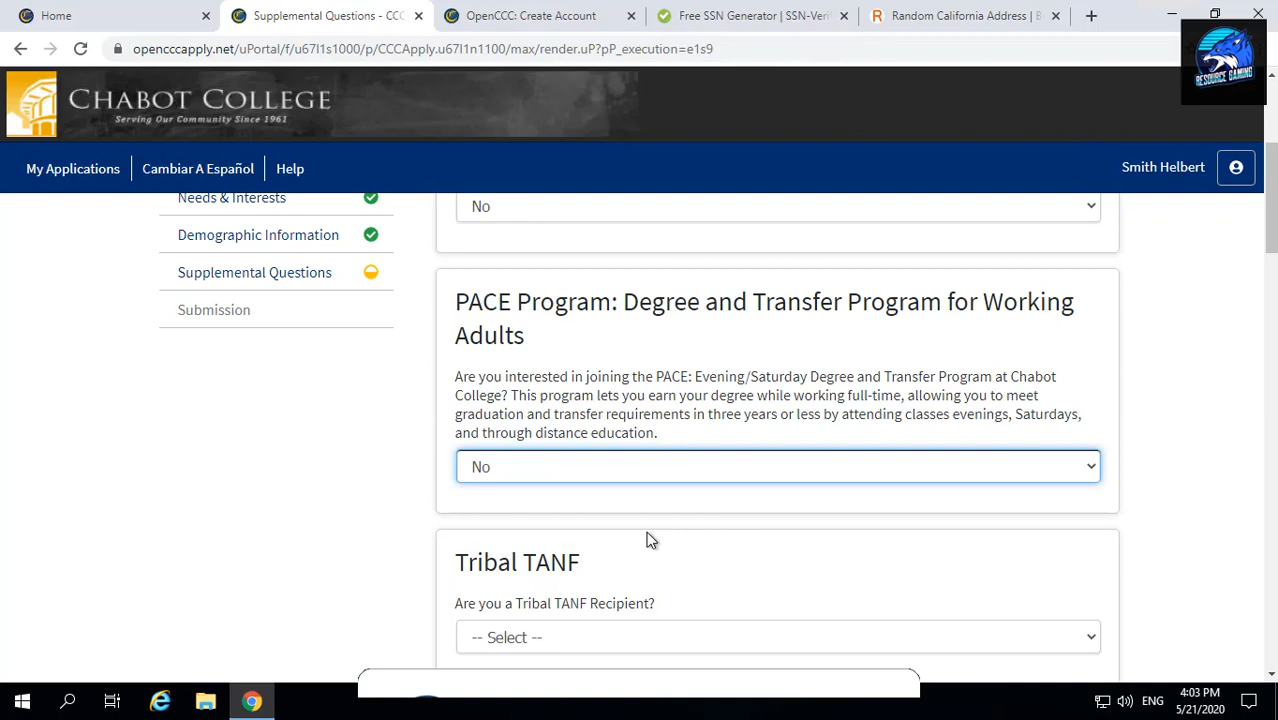 Home
Supplemental Questions - CCC
OpenCCC: Create Account
Free SSN Generator | SSN-Veri
Random California Address | B
opencccapply.net/uPortal/f/u67l1s1000/p/CCCApply.u67l1n1100/max/render.uP?pP_execution=e1s9
RESOURCE GAMING
CHABOT COLLEGE
Serving Our Community Since 1961
My Applications
Cambiar A Español
Help
Smith Helbert
Needs & Interests
Demographic Information
Supplemental Questions
Submission
No
PACE Program: Degree and Transfer Program for Working
Adults
Are you interested in joining the PACE: Evening/Saturday Degree and Transfer Program at Chabot
College? This program lets you earn your degree while working full-time, allowing you to meet
graduation and transfer requirements in three years or less by attending classes evenings, Saturdays,
and through distance education.
No
Tribal TANF
Are you a Tribal TANF Recipient?
-- Select --
ENG
4:03 PM
5/21/2020